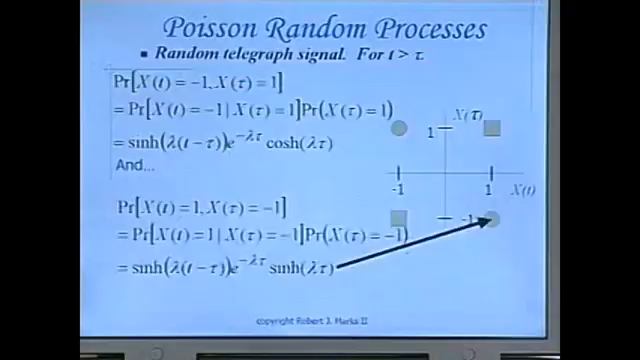 Poisson Random Processes
■ Random telegraph signal. For t > τ.
Pr[X(t) = −1, X(τ) = 1]
= Pr[X(t) = −1 | X(τ) = 1]Pr(X(τ) = 1)
= sinh(λ(t − τ))e^{−λτ} cosh(λτ)
And...
Pr[X(t) = 1, X(τ) = −1]
= Pr[X(t) = 1 | X(τ) = −1]Pr(X(τ) = −1)
= sinh(λ(t − τ))e^{−λτ} sinh(λτ)
X(τ)
1
-1 1 X(t)
-1
copyright Robert J. Marks II